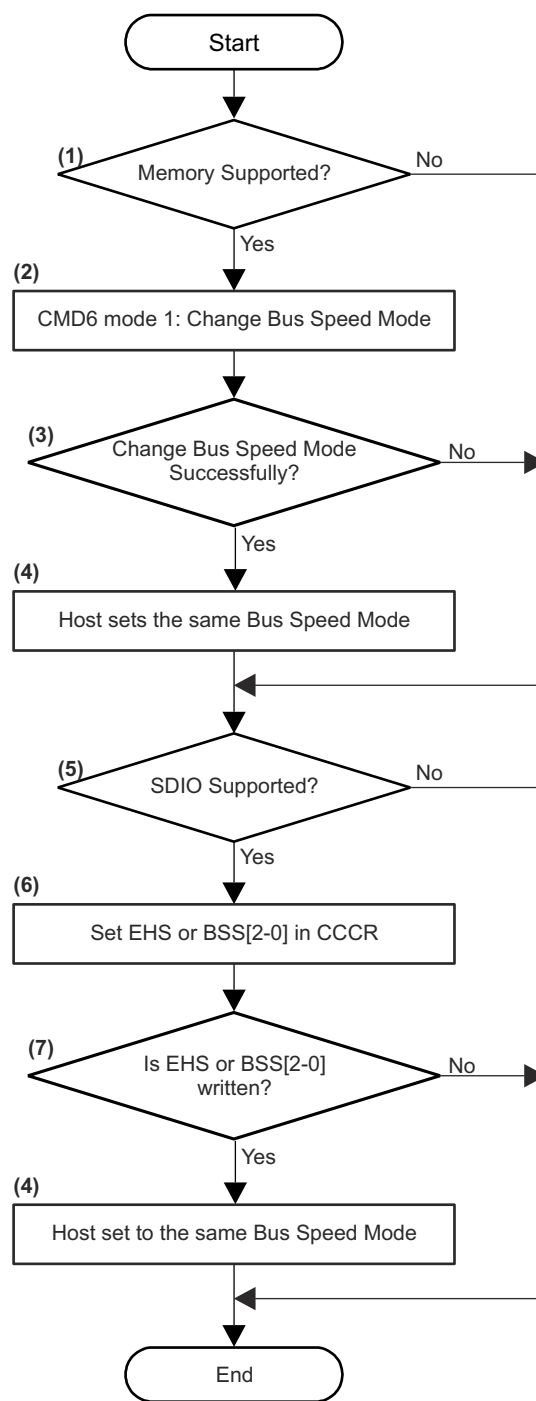 Start
(1)
Memory Supported?
No
Yes
(2)
CMD6 mode 1: Change Bus Speed Mode
(3)
Change Bus Speed Mode
Successfully?
No
Yes
(4)
Host sets the same Bus Speed Mode
(5)
SDIO Supported?
No
Yes
(6)
Set EHS or BSS[2-0] in CCCR
(7)
Is EHS or BSS[2-0]
written?
No
Yes
(4)
Host set to the same Bus Speed Mode
End